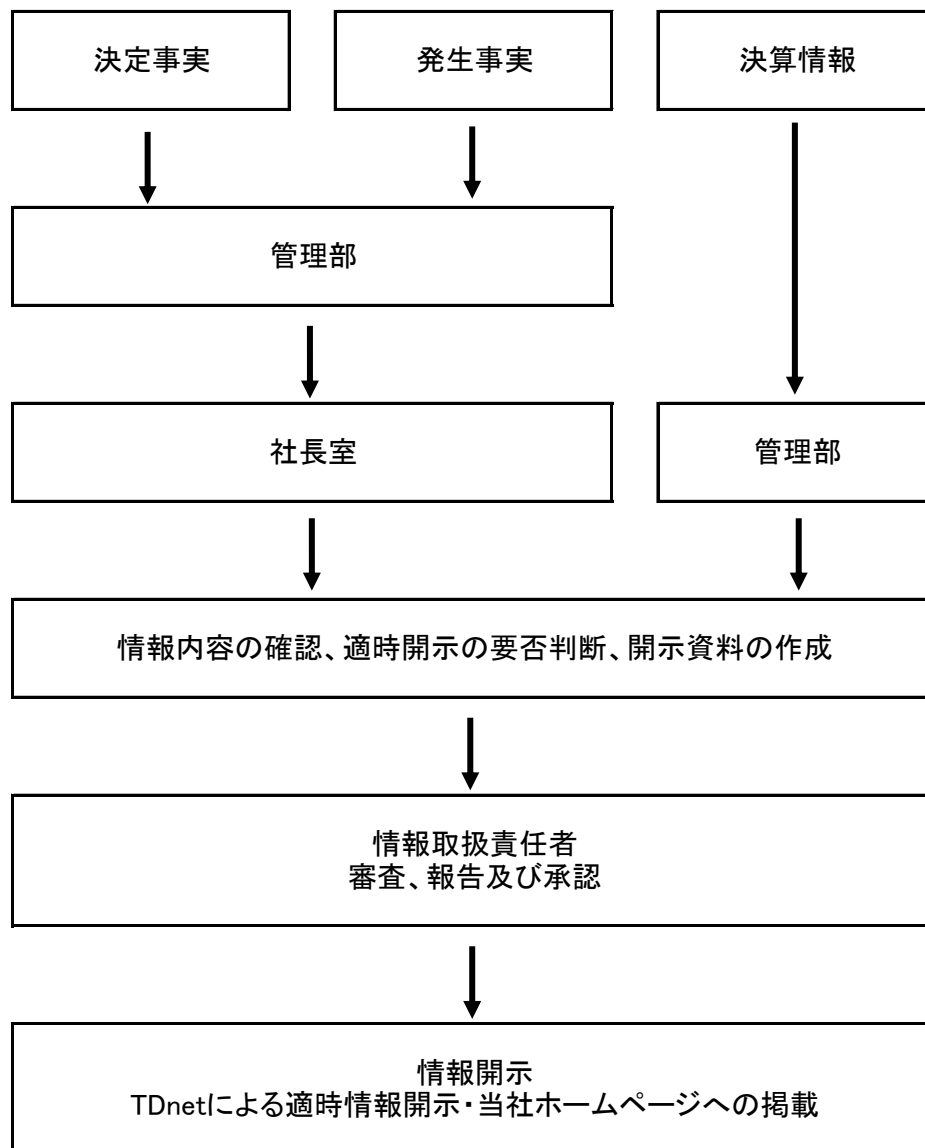 決定事実
発生事実
決算情報
管理部
社長室
管理部
情報内容の確認、適時開示の要否判断、開示資料の作成
情報取扱責任者
審査、報告及び承認
情報開示
TDnetによる適時情報開示・当社ホームページへの掲載